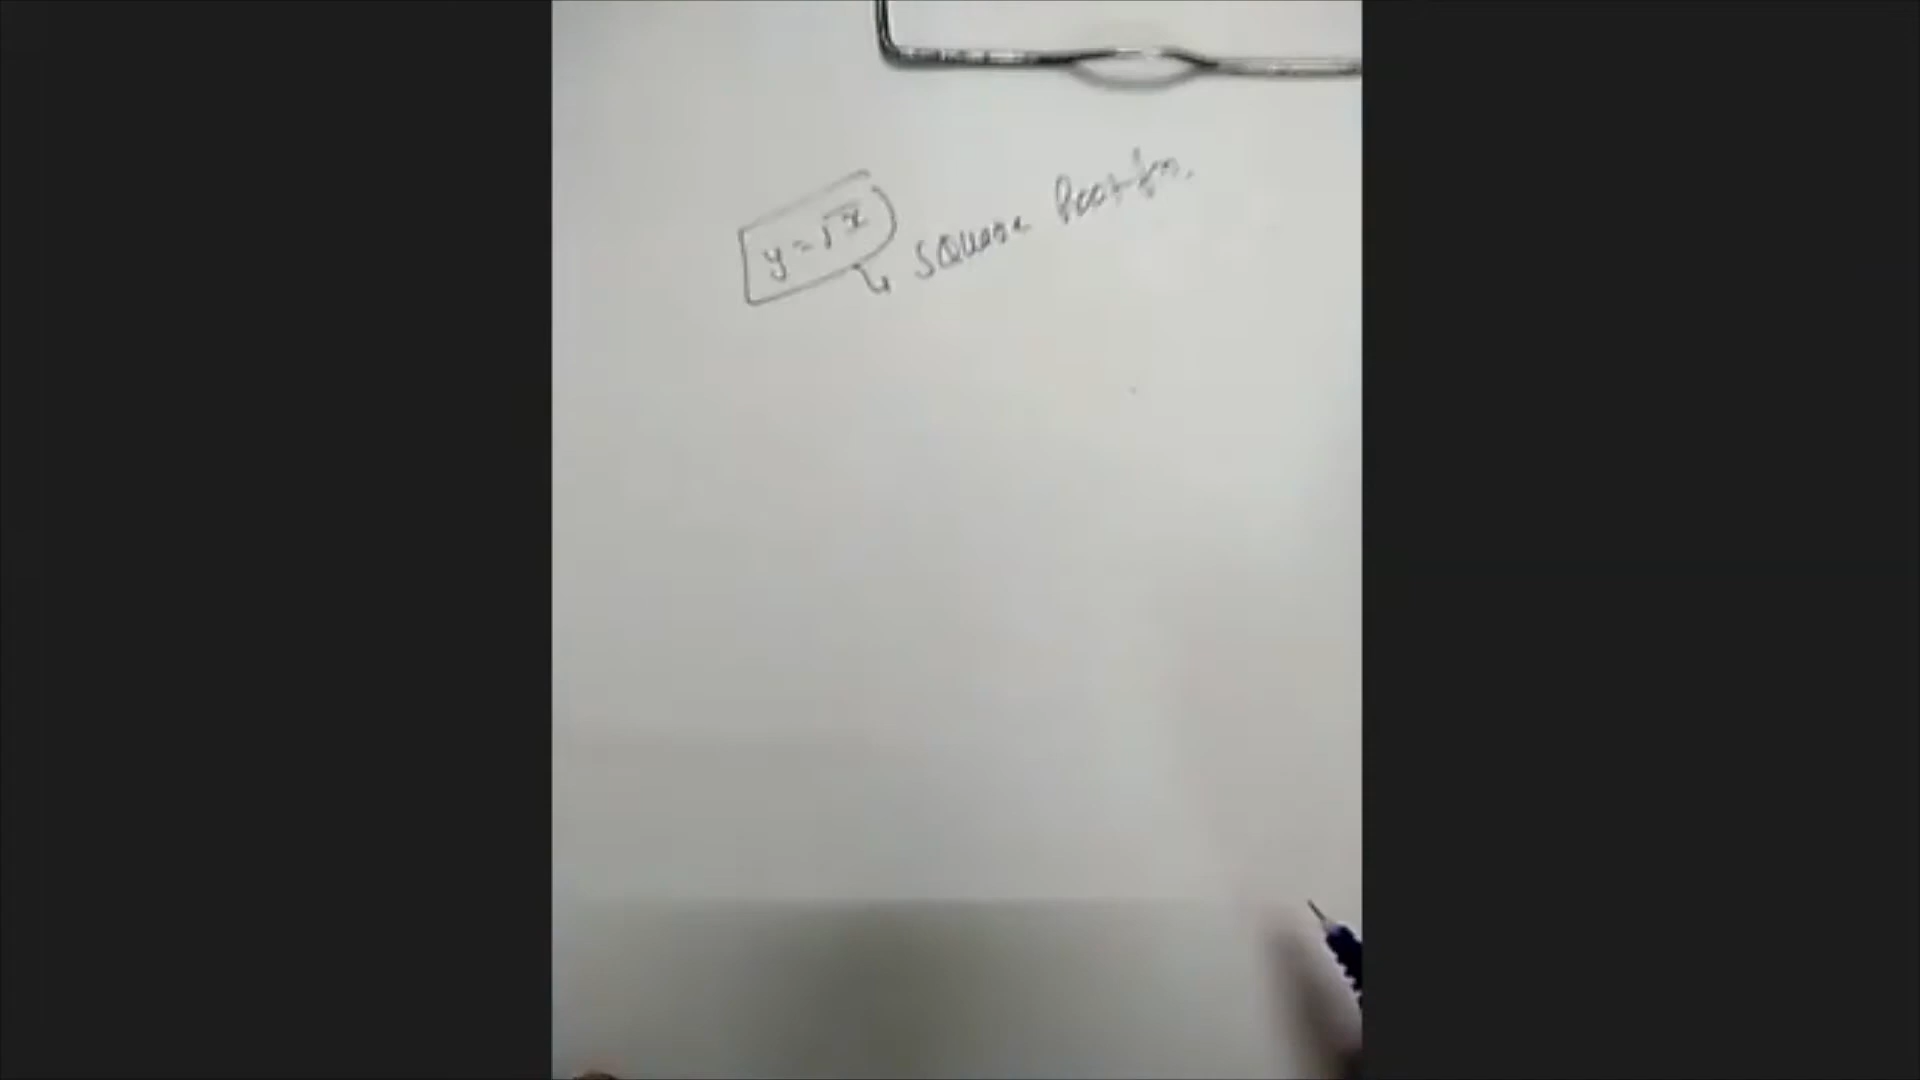 y = √x
↳ Square Root fn.